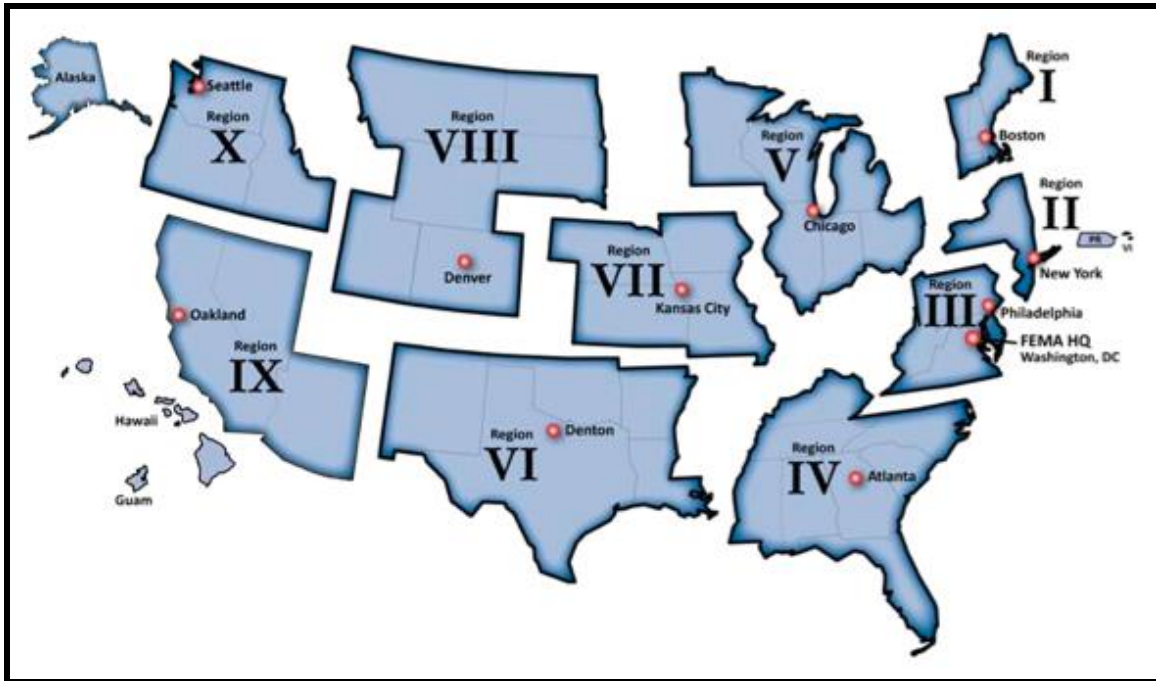 Alaska
Seattle
Region
X
Region
VIII
Region
V
Region
I
Boston
Region
II
PR
VI
New York
Chicago
Denver
Region
VII
Kansas City
Region
III
Philadelphia
FEMA HQ
Washington, DC
Oakland
Region
IX
Hawaii
Guam
Region
VI
Denton
Region
IV
Atlanta